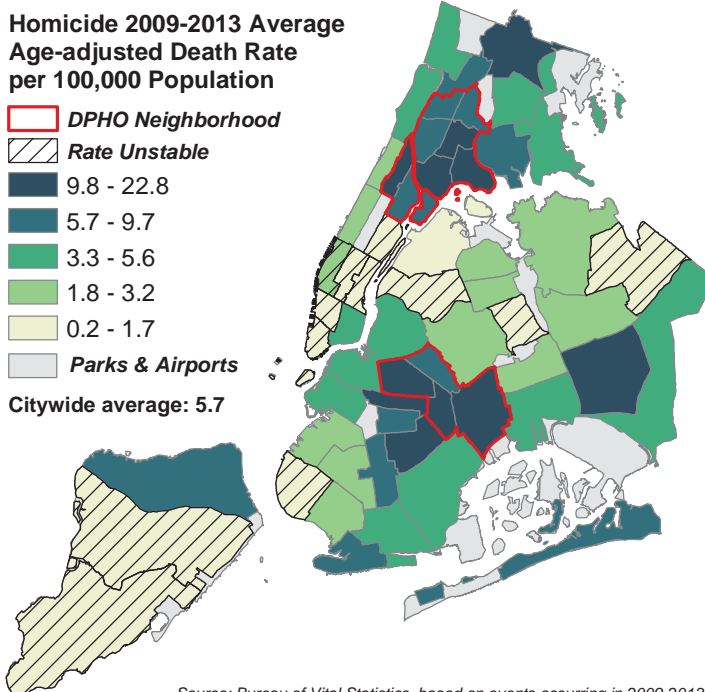 Homicide 2009-2013 Average
Age-adjusted Death Rate
per 100,000 Population
DPHO Neighborhood
Rate Unstable
9.8 - 22.8
5.7 - 9.7
3.3 - 5.6
1.8 - 3.2
0.2 - 1.7
Parks & Airports
Citywide average: 5.7
Source: Bureau of Vital Statistics, based on events occurring in 2009-2013